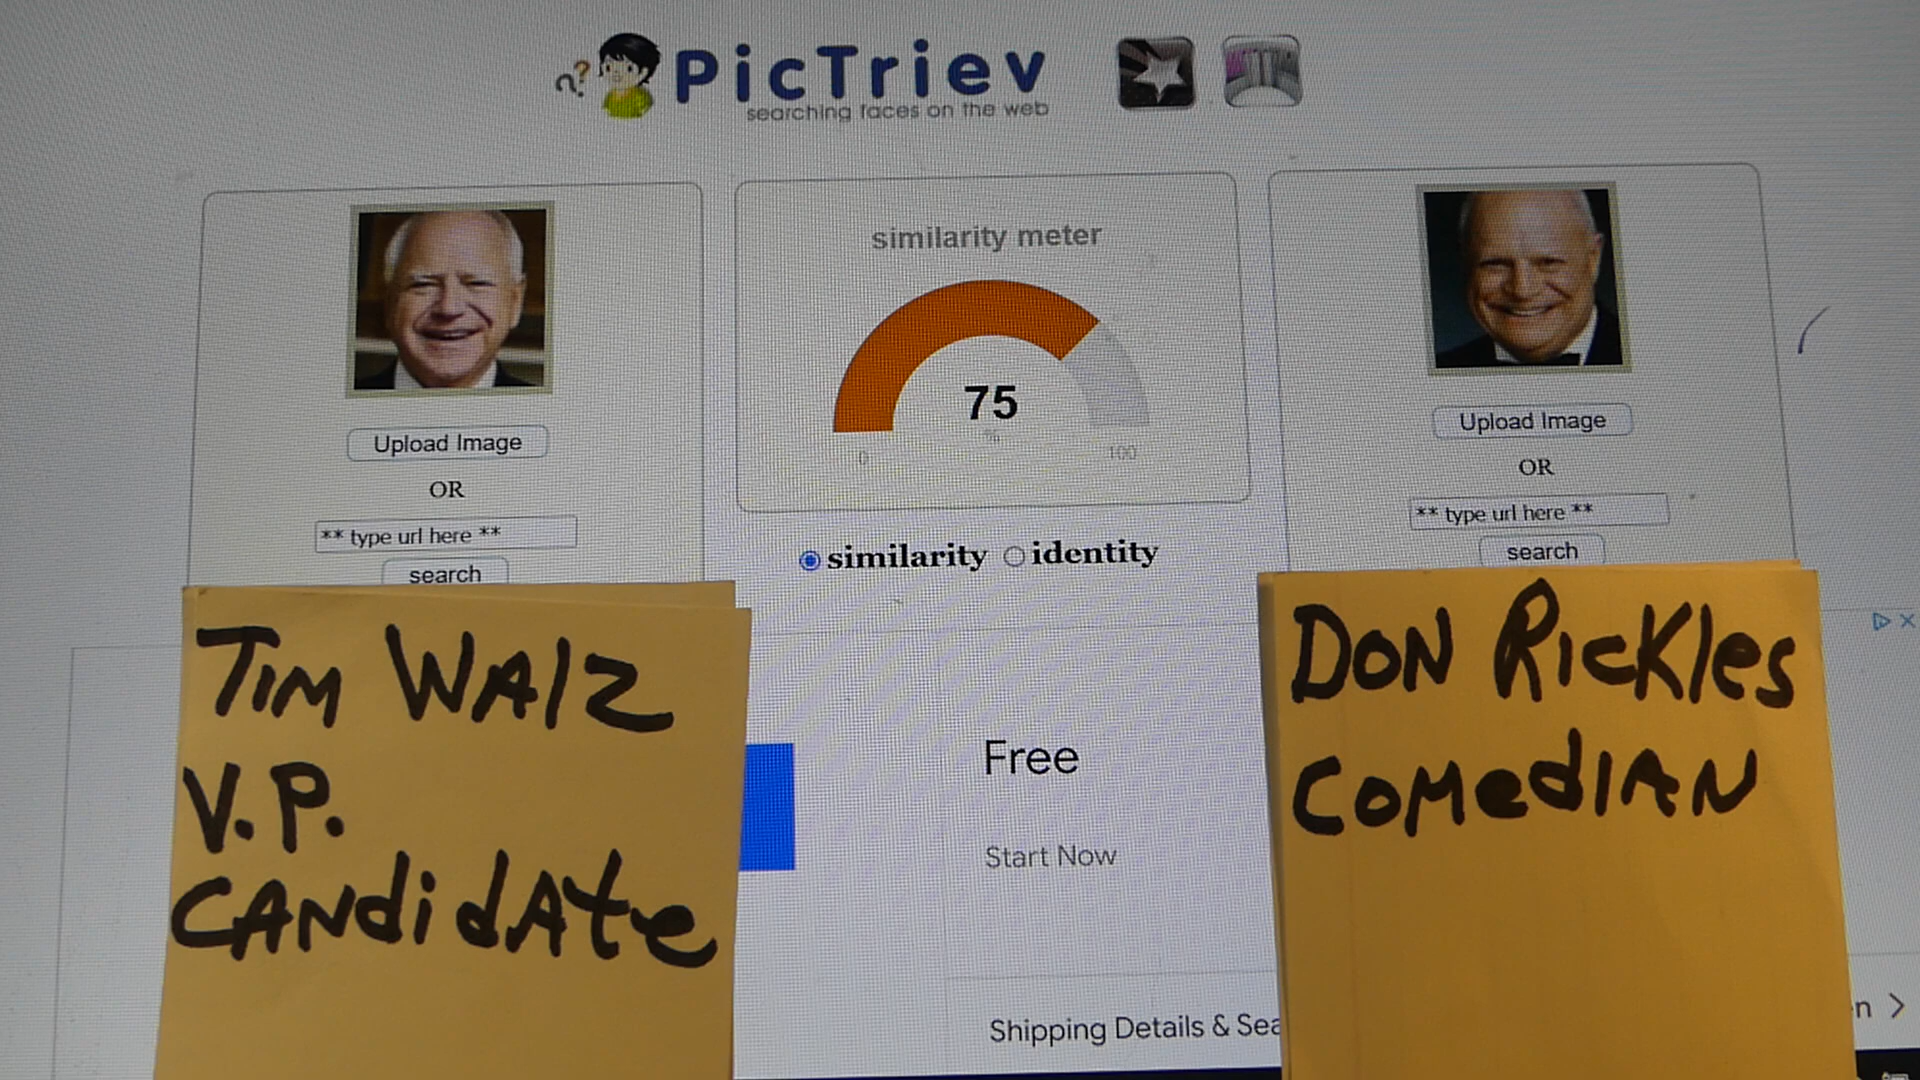 PicTriev
searching faces on the web
similarity meter
75
%
0
100
Upload Image
OR
** type url here **
search
Upload Image
OR
** type url here **
search
similarity identity
TIM WAlZ
V.P.
CANdidAte
DON RickLes
COMedIAN
Free
Start Now
Shipping Details & Sea
n